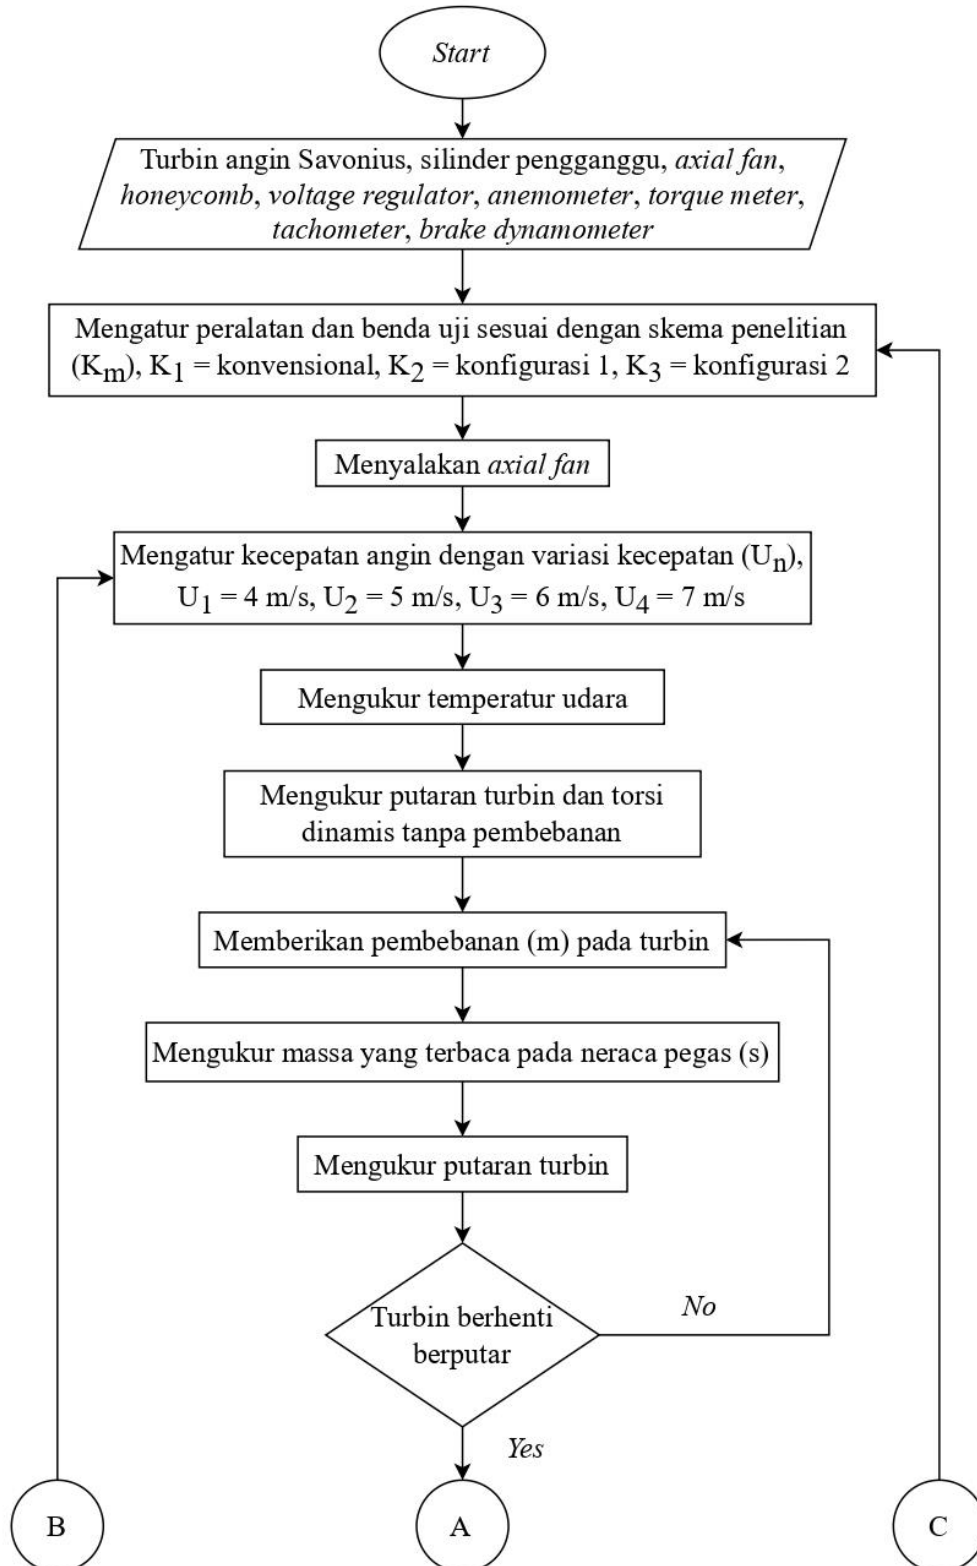 Start
Turbin angin Savonius, silinder pengganggu, axial fan,
honeycomb, voltage regulator, anemometer, torque meter,
tachometer, brake dynamometer
Mengatur peralatan dan benda uji sesuai dengan skema penelitian
(Km), K1 = konvensional, K2 = konfigurasi 1, K3 = konfigurasi 2
Menyalakan axial fan
Mengatur kecepatan angin dengan variasi kecepatan (Un),
U1 = 4 m/s, U2 = 5 m/s, U3 = 6 m/s, U4 = 7 m/s
Mengukur temperatur udara
Mengukur putaran turbin dan torsi
dinamis tanpa pembebanan
Memberikan pembebanan (m) pada turbin
Mengukur massa yang terbaca pada neraca pegas (s)
Mengukur putaran turbin
Turbin berhenti
berputar
No
Yes
B
A
C